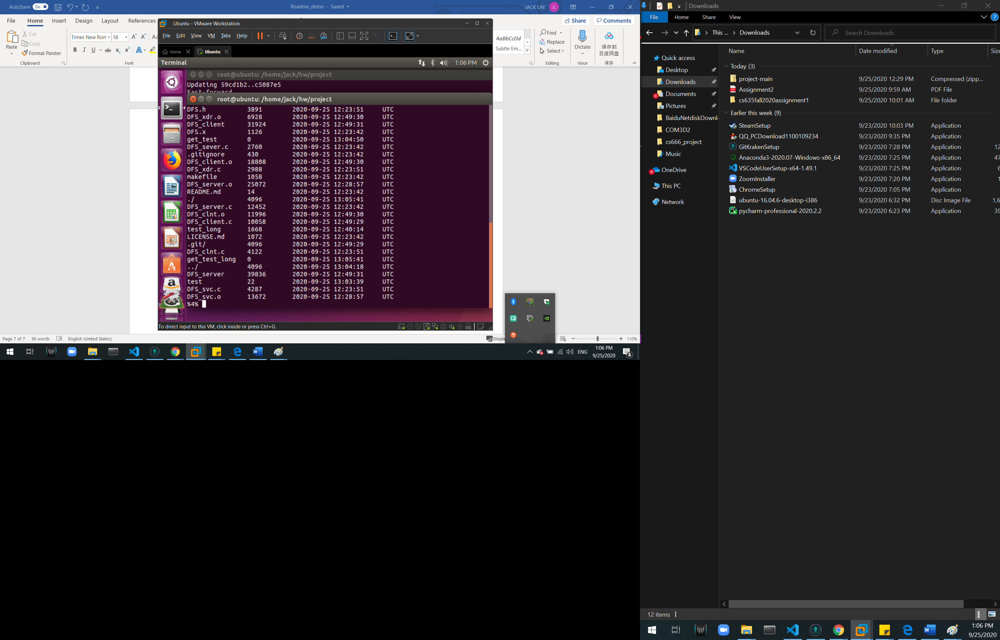 AutoSave On
Readme_demo - Saved
JACK LIN JL
File Home Insert Design Layout References
Share Comments
Paste
Cut
Copy
Format Painter
Clipboard
Times New Ron 18
B I U ab
Font
AaBbCcDd
Subtle Em...
Find
Replace
Select
Editing
Dictate
Voice
保存到
百度网盘
保存
Ubuntu - VMware Workstation
File Edit View VM Tabs Help
Home Ubuntu
Terminal
1:06 PM
root@ubuntu: /home/jack/hw/project
Updating 59cd1b2..c5087e5
Fast-forward
root@ubuntu: /home/jack/hw/project
DFS.h 3891 2020-09-25 12:23:51 UTC
DFS_xdr.o 6928 2020-09-25 12:49:30 UTC
DFS_client 31924 2020-09-25 12:49:31 UTC
DFS.x 1126 2020-09-25 12:23:42 UTC
get_test 0 2020-09-25 13:04:50 UTC
DFS_sever.c 2760 2020-09-25 12:23:42 UTC
.gitignore 430 2020-09-25 12:23:42 UTC
DFS_client.o 18808 2020-09-25 12:49:30 UTC
DFS_xdr.c 2988 2020-09-25 12:23:51 UTC
makefile 1058 2020-09-25 12:23:42 UTC
DFS_server.o 25072 2020-09-25 12:28:57 UTC
README.md 14 2020-09-25 12:23:42 UTC
./ 4096 2020-09-25 13:05:41 UTC
DFS_server.c 12452 2020-09-25 12:23:42 UTC
DFS_clnt.o 11996 2020-09-25 12:49:30 UTC
DFS_client.c 10058 2020-09-25 12:49:29 UTC
test_long 1668 2020-09-25 12:40:14 UTC
LICENSE.md 1072 2020-09-25 12:23:42 UTC
.git/ 4096 2020-09-25 12:49:29 UTC
DFS_clnt.c 4122 2020-09-25 12:23:51 UTC
get_test_long 0 2020-09-25 13:05:41 UTC
../ 4096 2020-09-25 13:04:18 UTC
DFS_server 39836 2020-09-25 12:49:31 UTC
test 22 2020-09-25 13:03:39 UTC
DFS_svc.c 4287 2020-09-25 12:23:51 UTC
DFS_svc.o 13672 2020-09-25 12:28:57 UTC
%4%
To direct input to this VM, click inside or press Ctrl+G.
Page 7 of 7 96 words English (United States)
Displa
110%
ENG
1:06 PM
9/25/2020
4
Downloads
File Home Share View
This ... Downloads
Search Downloads
Quick access
Desktop
Downloads
Documents
Pictures
BaiduNetdiskDownl
COM3D2
cs666_project
Music
OneDrive
This PC
Network
Name Date modified Type Size
Today (3)
project-main 9/25/2020 12:29 PM Compressed (zipp...
Assignment2 9/25/2020 9:59 AM PDF File
cs635fall2020assignment1 9/25/2020 10:01 AM File folder
Earlier this week (9)
SteamSetup 9/23/2020 10:03 PM Application
QQ_PCDownload1100109234 9/23/2020 9:35 PM Application
GitKrakenSetup 9/23/2020 7:28 PM Application 12
Anaconda3-2020.07-Windows-x86_64 9/23/2020 7:25 PM Application 47
VSCodeUserSetup-x64-1.49.1 9/23/2020 7:25 PM Application 6
ZoomInstaller 9/23/2020 7:20 PM Application 1
ChromeSetup 9/23/2020 7:05 PM Application
ubuntu-16.04.6-desktop-i386 9/23/2020 6:32 PM Disc Image File 1,6
pycharm-professional-2020.2.2 9/23/2020 6:23 PM Application 39
12 items
1:06 PM
9/25/2020